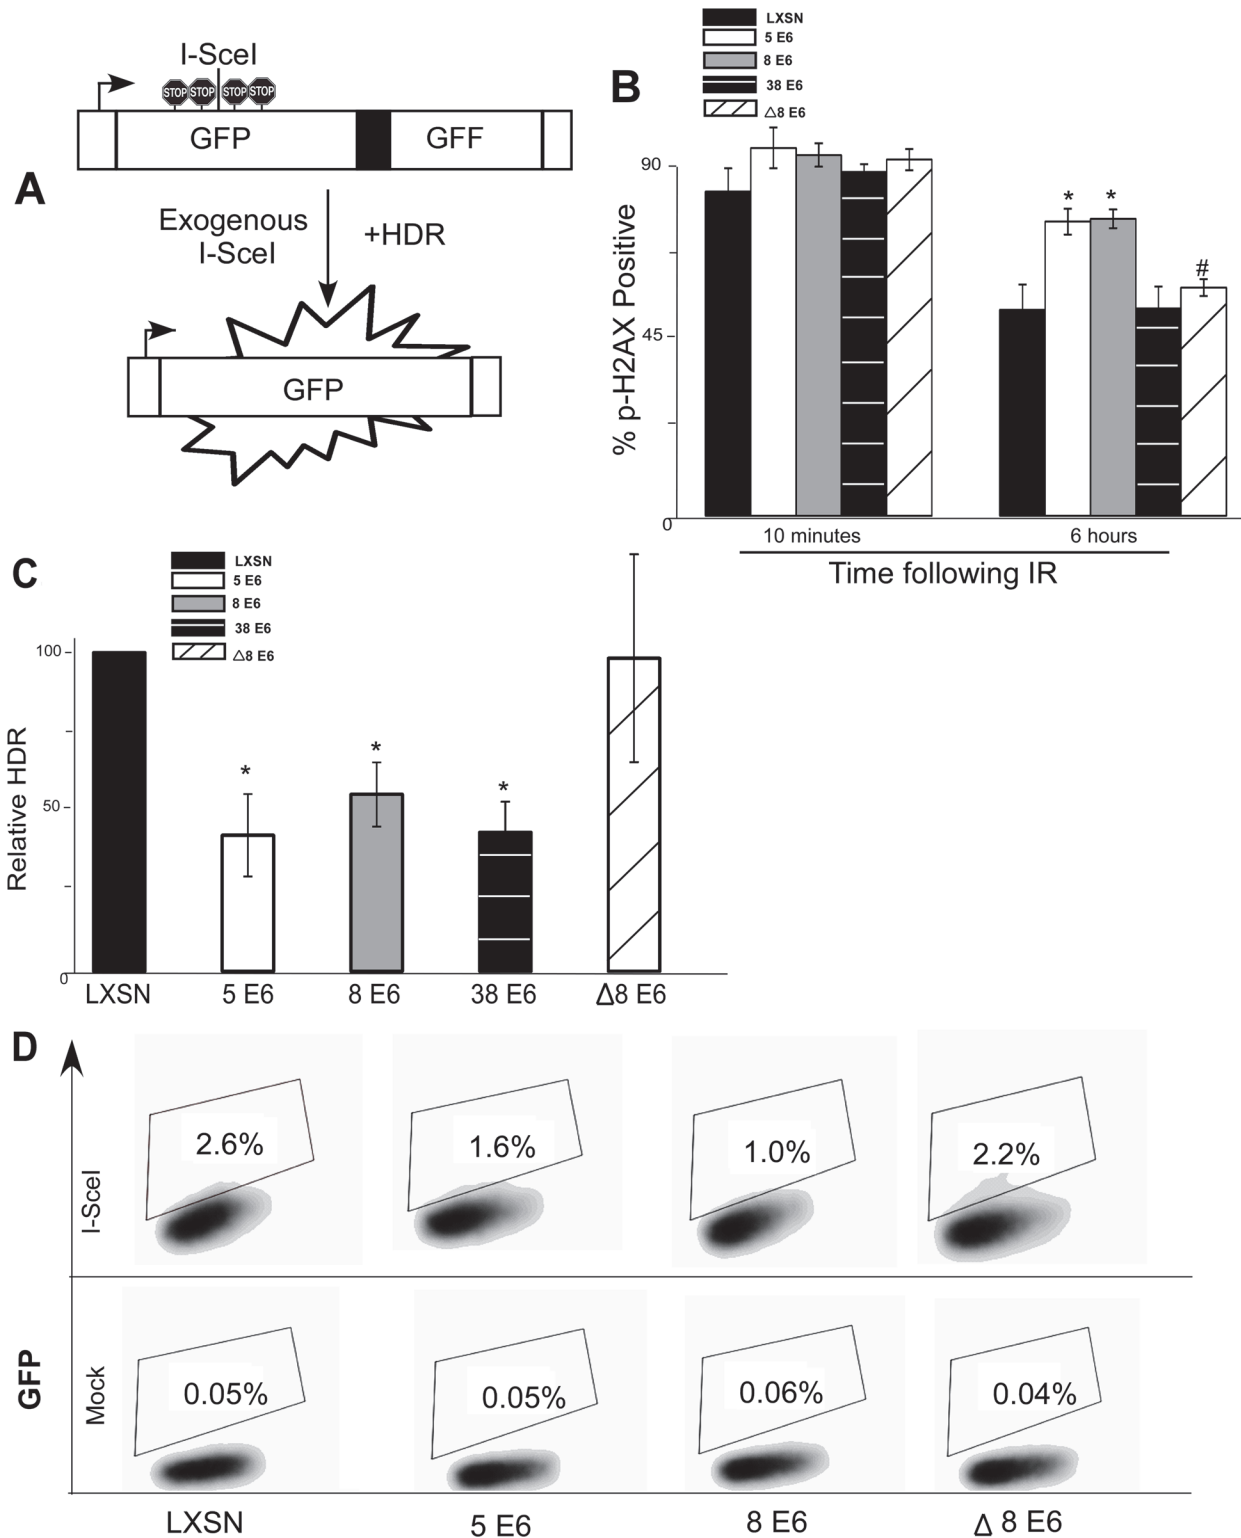 A
I-SceI
STOP STOP STOP STOP
GFP
GFF
Exogenous
I-SceI
+HDR
GFP
B
LXSN
5 E6
8 E6
38 E6
Δ8 E6
% p-H2AX Positive
90
45
0
* * #
10 minutes
6 hours
Time following IR
C
LXSN
5 E6
8 E6
38 E6
Δ8 E6
Relative HDR
100
50
0
* * *
LXSN 5 E6 8 E6 38 E6 Δ8 E6
D
GFP
I-SceI
2.6% 1.6% 1.0% 2.2%
Mock
0.05% 0.05% 0.06% 0.04%
LXSN 5 E6 8 E6 Δ 8 E6